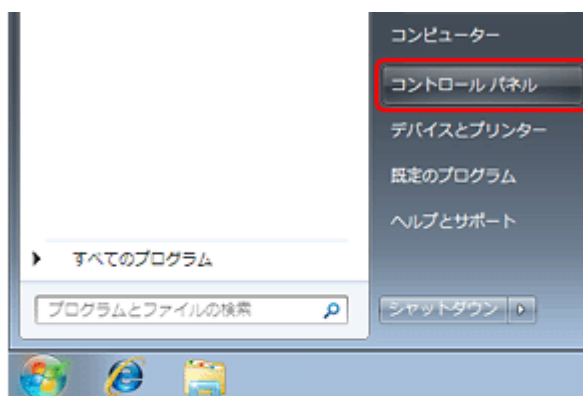 コンピューター
コントロール パネル
デバイスとプリンター
既定のプログラム
ヘルプとサポート
すべてのプログラム
プログラムとファイルの検索
シャットダウン